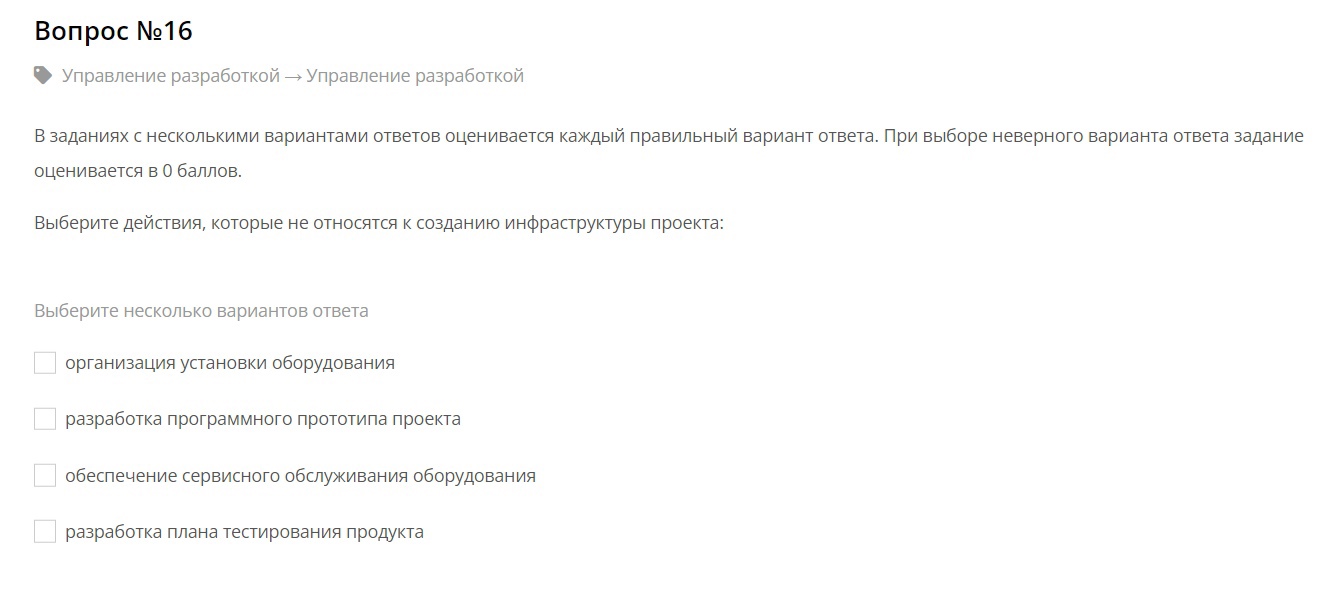 Вопрос №16
Управление разработкой → Управление разработкой
В заданиях с несколькими вариантами ответов оценивается каждый правильный вариант ответа. При выборе неверного варианта ответа задание
оценивается в 0 баллов.
Выберите действия, которые не относятся к созданию инфраструктуры проекта:
Выберите несколько вариантов ответа
организация установки оборудования
разработка программного прототипа проекта
обеспечение сервисного обслуживания оборудования
разработка плана тестирования продукта